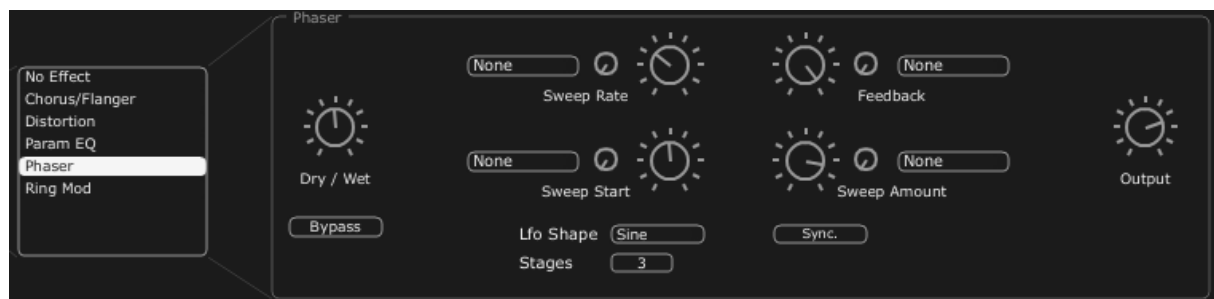 Phaser
No Effect
Chorus/Flanger
Distortion
Param EQ
Phaser
Ring Mod
Dry / Wet
Bypass
None
Sweep Rate
None
Feedback
None
Sweep Start
None
Sweep Amount
Lfo Shape Sine
Sync.
Stages 3
Output